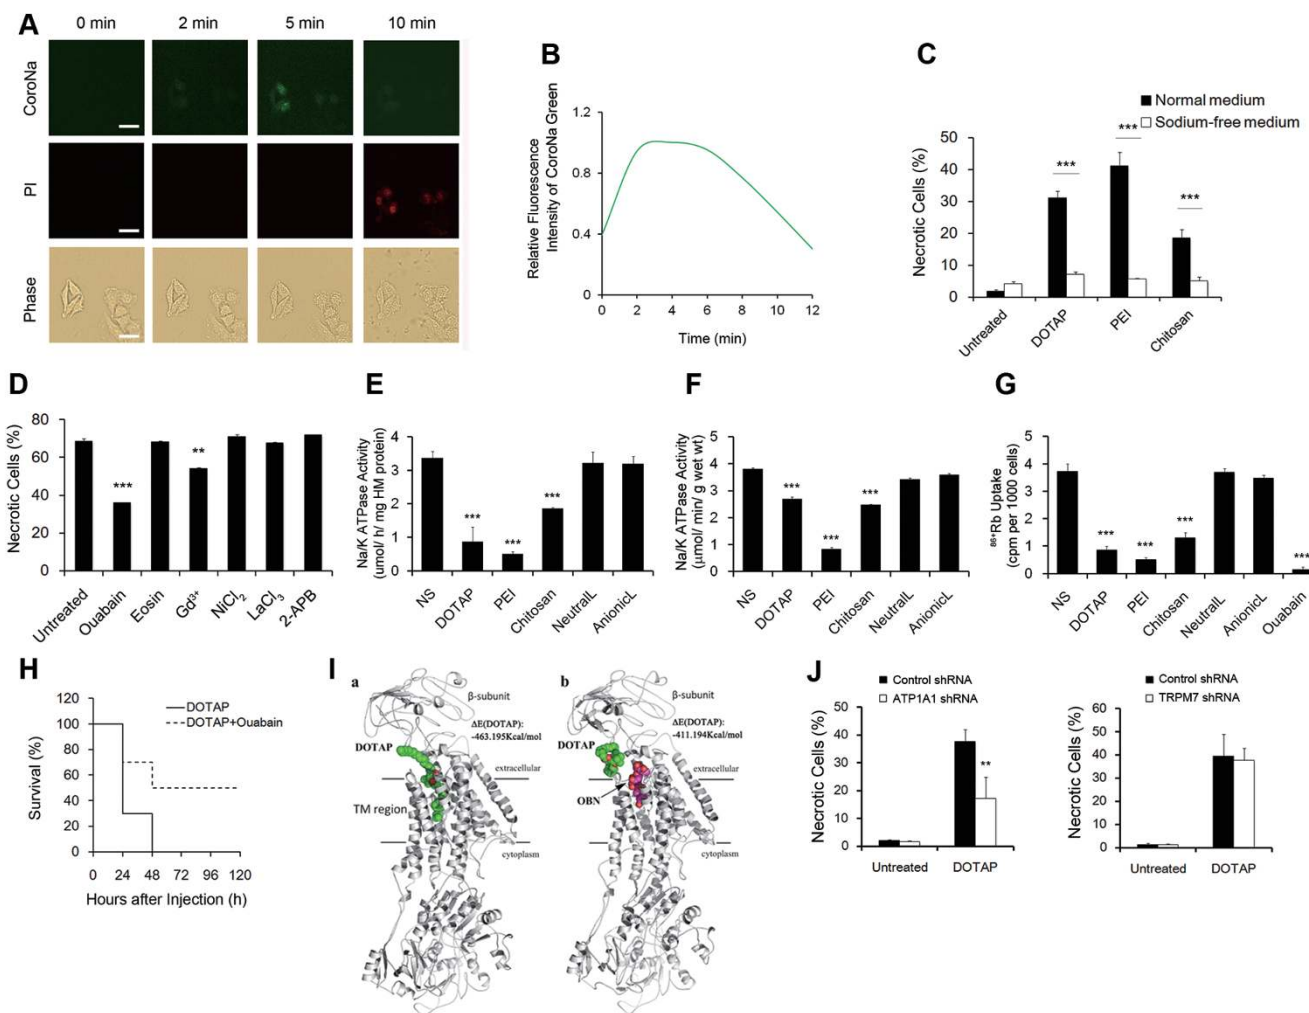 A
0 min
2 min
5 min
10 min
CoroNa
PI
Phase
B
Relative Fluorescence
Intensity of CoroNa Green
1.2
0.8
0.4
0
0 2 4 6 8 10 12
Time (min)
C
Normal medium
Sodium-free medium
Necrotic Cells (%)
50
40
30
20
10
0
***
***
***
Untreated
DOTAP
PEI
Chitosan
D
Necrotic Cells (%)
80
60
40
20
0
***
**
Untreated
Ouabain
Eosin
Gd³⁺
NiCl₂
LaCl₃
2-APB
E
Na/K ATPase Activity
(umol/ h/ mg HM protein)
4
3
2
1
0
***
***
***
NS
DOTAP
PEI
Chitosan
NeutralL
AnionicL
F
Na/K ATPase Activity
(μmol/ min/ g wet wt)
5
4
3
2
1
0
***
***
***
NS
DOTAP
PEI
Chitosan
NeutralL
AnionicL
G
⁸⁶⁺Rb Uptake
(cpm per 1000 cells)
5
4
3
2
1
0
***
***
***
***
NS
DOTAP
PEI
Chitosan
NeutralL
AnionicL
Ouabain
H
Survival (%)
120
100
80
60
40
20
0
DOTAP
DOTAP+Ouabain
0 24 48 72 96 120
Hours after Injection (h)
I
a
β-subunit
ΔE(DOTAP):
-463.195Kcal/mol
DOTAP
extracellular
TM region
cytoplasm
b
β-subunit
ΔE(DOTAP):
-411.194Kcal/mol
DOTAP
extracellular
OBN
cytoplasm
J
Control shRNA
ATP1A1 shRNA
Necrotic Cells (%)
50
40
30
20
10
0
**
Untreated
DOTAP
Control shRNA
TRPM7 shRNA
Necrotic Cells (%)
60
50
40
30
20
10
0
Untreated
DOTAP